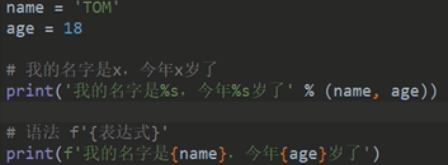 name = 'TOM'
age = 18
# 我的名字是x，今年x岁了
print('我的名字是%s，今年%s岁了' % (name, age))
# 语法 f'{表达式}'
print(f'我的名字是{name}，今年{age}岁了')